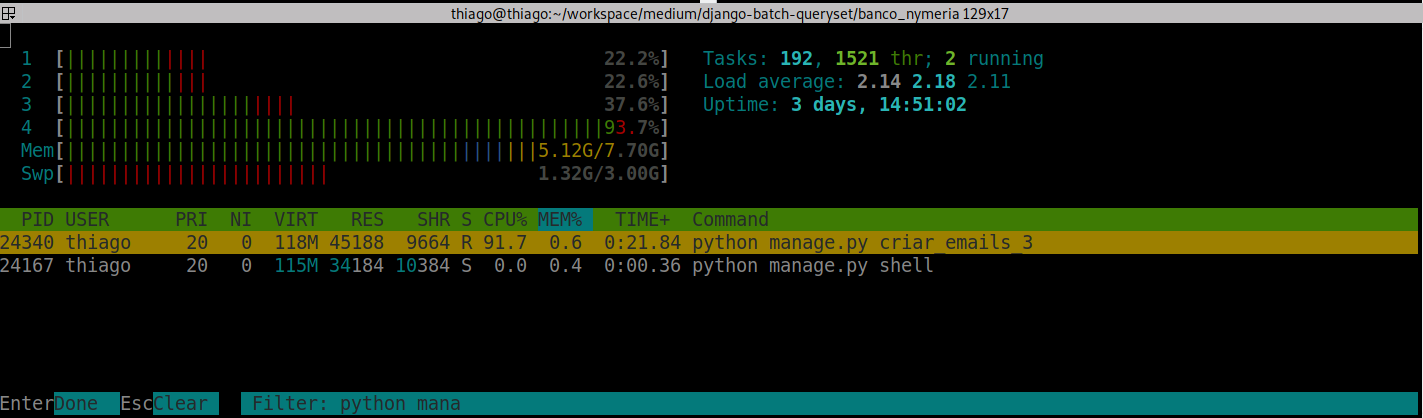 thiago@thiago:~/workspace/medium/django-batch-queryset/banco_nymeria 129x17
1 [||||||||||||| 22.2%] Tasks: 192, 1521 thr; 2 running
2 [||||||||||||| 22.6%] Load average: 2.14 2.18 2.11
3 [||||||||||||||||||||| 37.6%] Uptime: 3 days, 14:51:02
4 [|||||||||||||||||||||||||||||||||||||||||||||||||93.7%]
Mem[|||||||||||||||||||||||||||||||||||||||||||5.12G/7.70G]
Swp[|||||||||||||||||||||||| 1.32G/3.00G]
PID USER PRI NI VIRT RES SHR S CPU% MEM% TIME+ Command
24340 thiago 20 0 118M 45188 9664 R 91.7 0.6 0:21.84 python manage.py criar_emails_3
24167 thiago 20 0 115M 34184 10384 S 0.0 0.4 0:00.36 python manage.py shell
EnterDone EscClear Filter: python mana